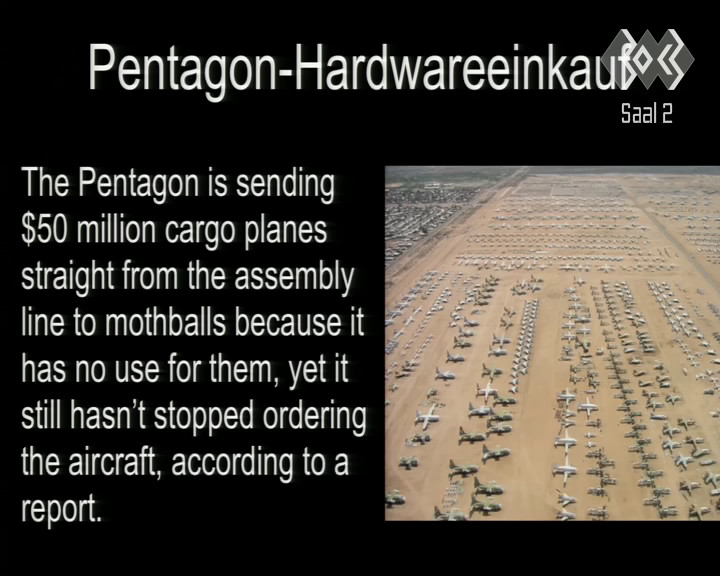 Pentagon-Hardwareeinkauf
Saal 2
The Pentagon is sending
$50 million cargo planes
straight from the assembly
line to mothballs because it
has no use for them, yet it
still hasn’t stopped ordering
the aircraft, according to a
report.